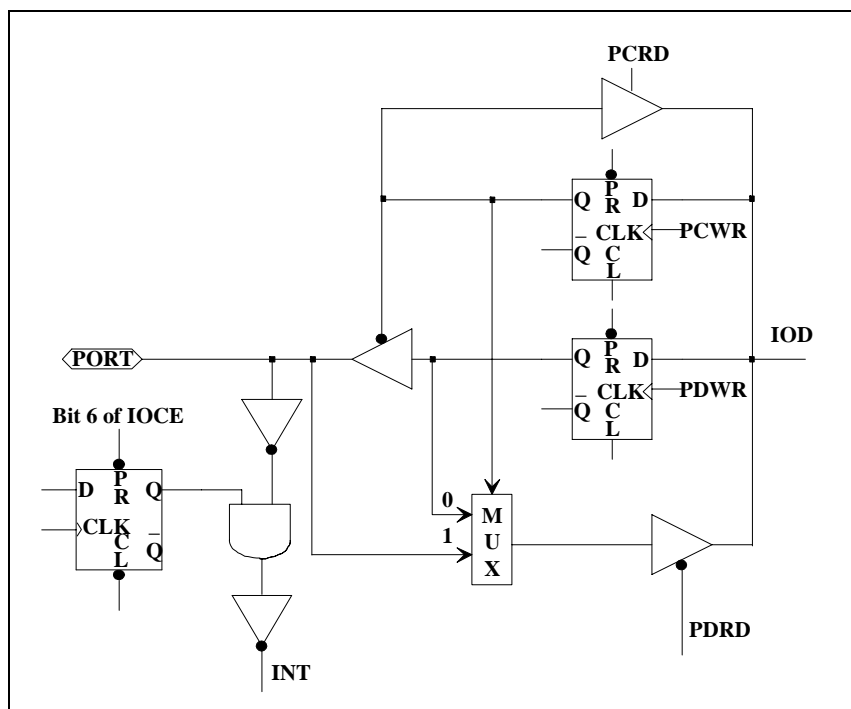 PCRD
P
R
Q
D
CLK
PCWR
Q
C
L
IOD
PORT
P
R
Q
D
CLK
PDWR
Q
C
L
Bit 6 of IOCE
P
R
D
Q
CLK
C
L
Q
0
1
M
U
X
PDRD
INT